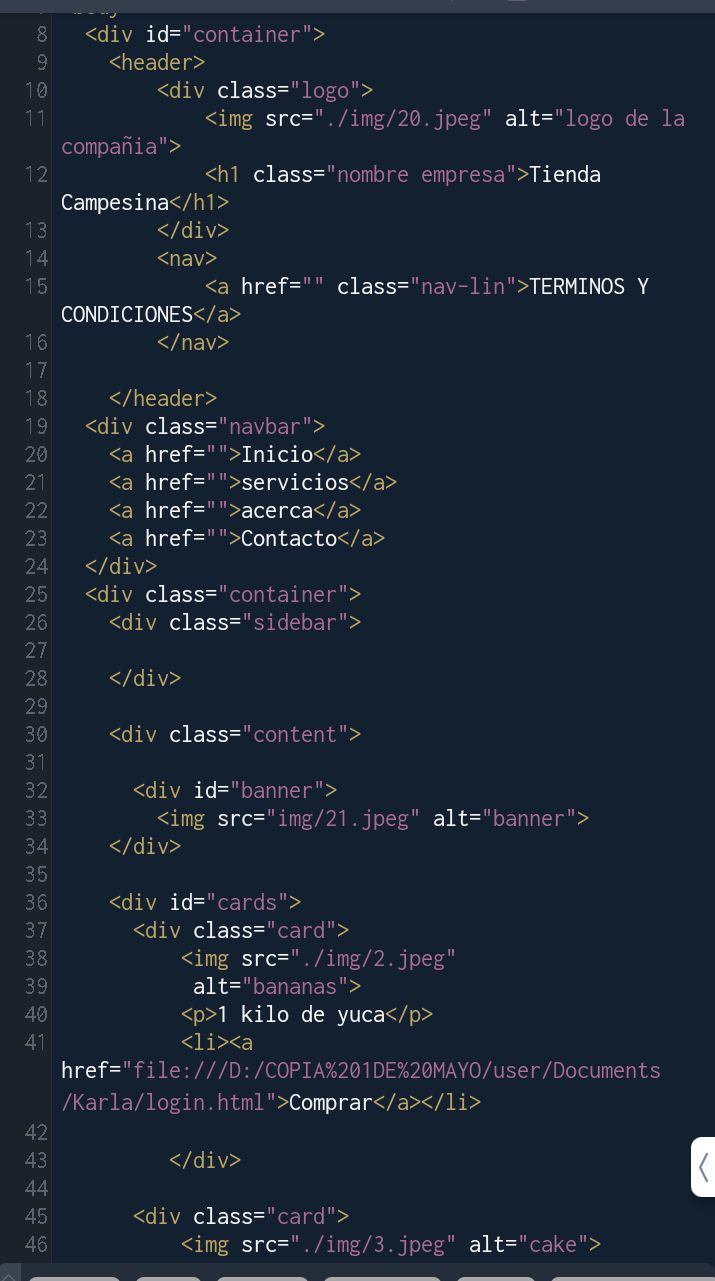 8 <div id="container">
9 <header>
10 <div class="logo">
11 <img src="./img/20.jpeg" alt="logo de la
compañia">
12 <h1 class="nombre empresa">Tienda
Campesina</h1>
13 </div>
14 <nav>
15 <a href="" class="nav-lin">TERMINOS Y
CONDICIONES</a>
16 </nav>
17
18 </header>
19 <div class="navbar">
20 <a href="">Inicio</a>
21 <a href="">servicios</a>
22 <a href="">acerca</a>
23 <a href="">Contacto</a>
24 </div>
25 <div class="container">
26 <div class="sidebar">
27
28 </div>
29
30 <div class="content">
31
32 <div id="banner">
33 <img src="img/21.jpeg" alt="banner">
34 </div>
35
36 <div id="cards">
37 <div class="card">
38 <img src="./img/2.jpeg"
39 alt="bananas">
40 <p>1 kilo de yuca</p>
41 <li><a
href="file:///D:/COPIA%201DE%20MAYO/user/Documents
/Karla/login.html">Comprar</a></li>
42
43 </div>
44
45 <div class="card">
46 <img src="./img/3.jpeg" alt="cake">